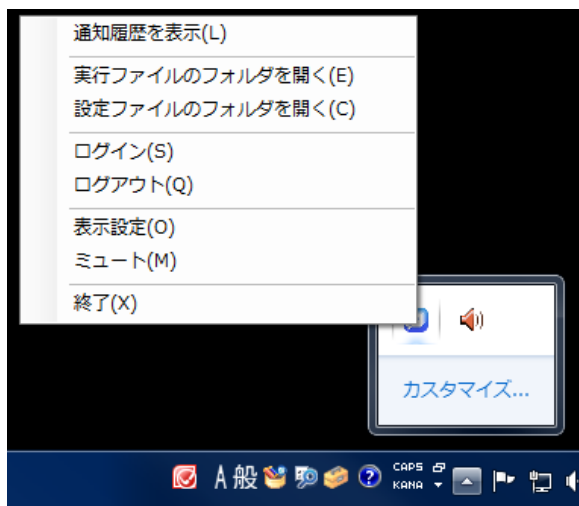 通知履歴を表示(L)
実行ファイルのフォルダを開く(E)
設定ファイルのフォルダを開く(C)
ログイン(S)
ログアウト(Q)
表示設定(O)
ミュート(M)
終了(X)
カスタマイズ...
A 般
CAPS
KANA